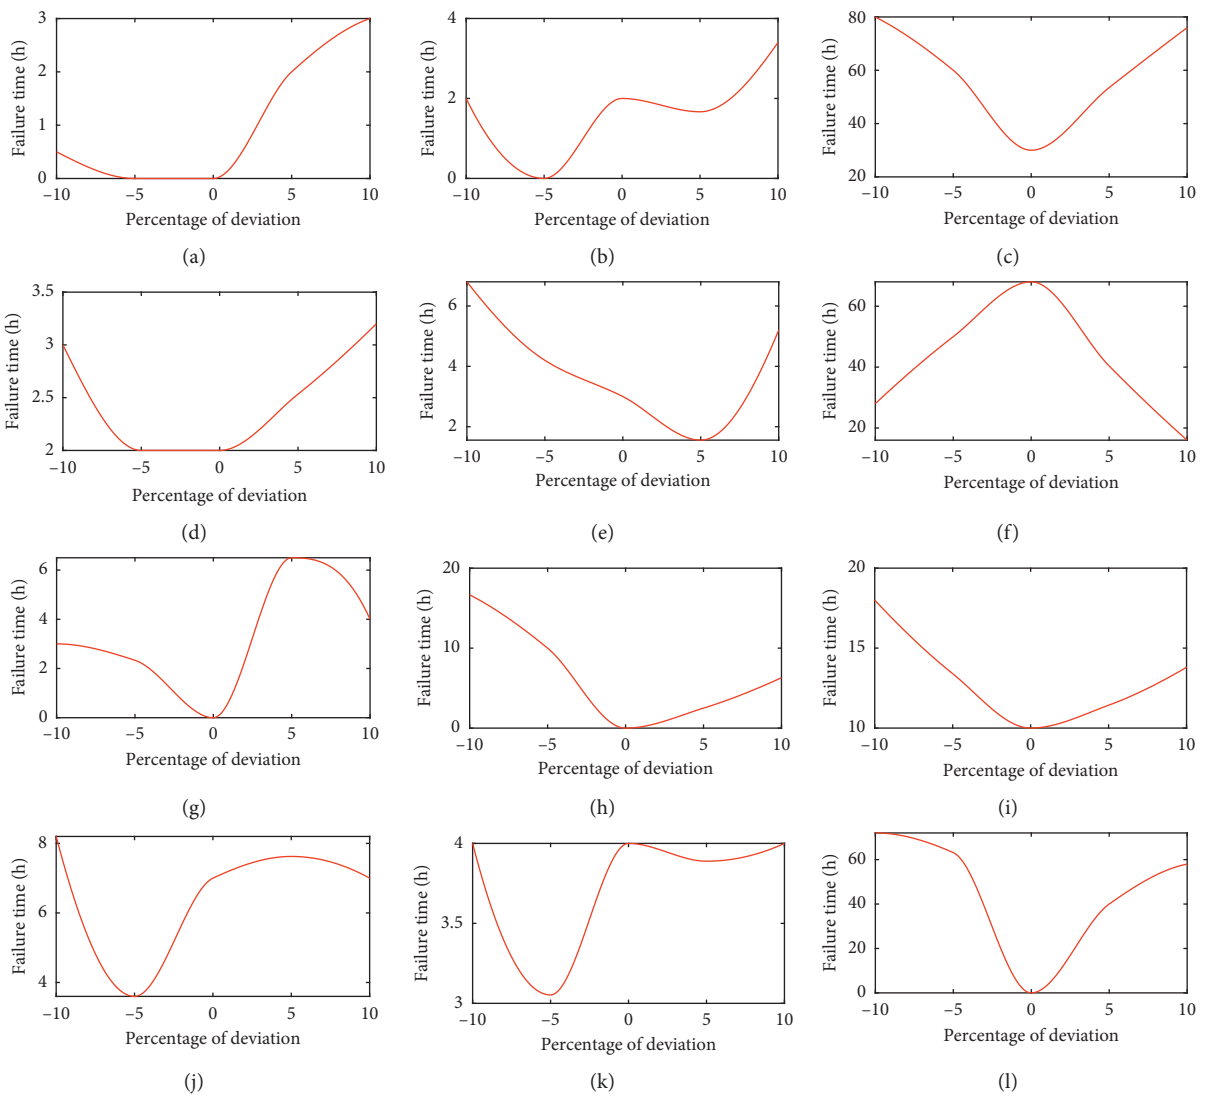 3
2
1
0
Failure time (h)
–10 –5 0 5 10
Percentage of deviation
(a)
4
2
0
Failure time (h)
–10 –5 0 5 10
Percentage of deviation
(b)
80
60
40
20
Failure time (h)
–10 –5 0 5 10
Percentage of deviation
(c)
3.5
3
2.5
2
Failure time (h)
–10 –5 0 5 10
Percentage of deviation
(d)
6
4
2
Failure time (h)
–10 –5 0 5 10
Percentage of deviation
(e)
60
40
20
Failure time (h)
–10 –5 0 5 10
Percentage of deviation
(f)
6
4
2
0
Failure time (h)
–10 –5 0 5 10
Percentage of deviation
(g)
20
10
0
Failure time (h)
–10 –5 0 5 10
Percentage of deviation
(h)
20
15
10
Failure time (h)
–10 –5 0 5 10
Percentage of deviation
(i)
8
6
4
Failure time (h)
–10 –5 0 5 10
Percentage of deviation
(j)
4
3.5
3
Failure time (h)
–10 –5 0 5 10
Percentage of deviation
(k)
60
40
20
0
Failure time (h)
–10 –5 0 5 10
Percentage of deviation
(l)